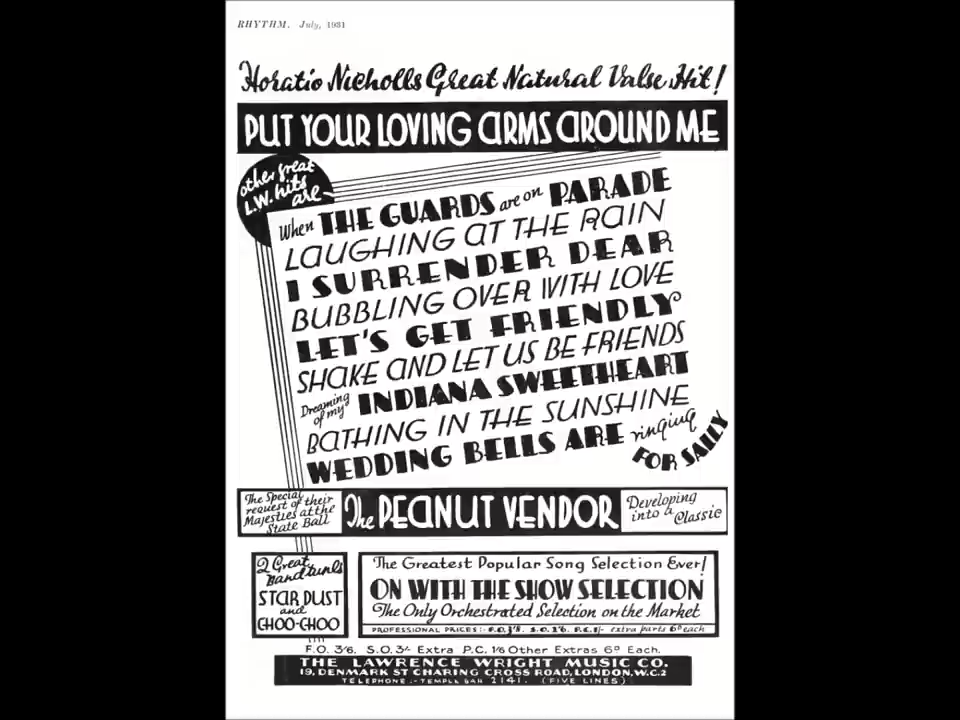 RHYTHM. July, 1931
Horatio Nicholls Great Natural Valse Hit!
PUT YOUR LOVING ARMS AROUND ME
other great
L.W. hits
are
When THE GUARDS are on PARADE
LAUGHING AT THE RAIN
I SURRENDER DEAR
BUBBLING OVER WITH LOVE
LET'S GET FRIENDLY
SHAKE AND LET US BE FRIENDS
Dreaming of my INDIANA SWEETHEART
BATHING IN THE SUNSHINE
WEDDING BELLS ARE ringing
FOR SALLY
The Special
request of their
Majesties at the
State Ball
The PEANUT VENDOR
Developing
into a Classic
2 Great
Band tunes
STAR DUST
and
CHOO-CHOO
The Greatest Popular Song Selection Ever!
ON WITH THE SHOW SELECTION
The Only Orchestrated Selection on the Market
PROFESSIONAL PRICES:- F.O. S.O. P.C. 1/- extra parts 6d each
F.O. 3/6. S.O. 3/- Extra P.C. 1/6 Other Extras 6d Each.
THE LAWRENCE WRIGHT MUSIC CO.
19, DENMARK ST CHARING CROSS ROAD, LONDON, W.C.2
TELEPHONE:- TEMPLE BAR 2141. (FIVE LINES)